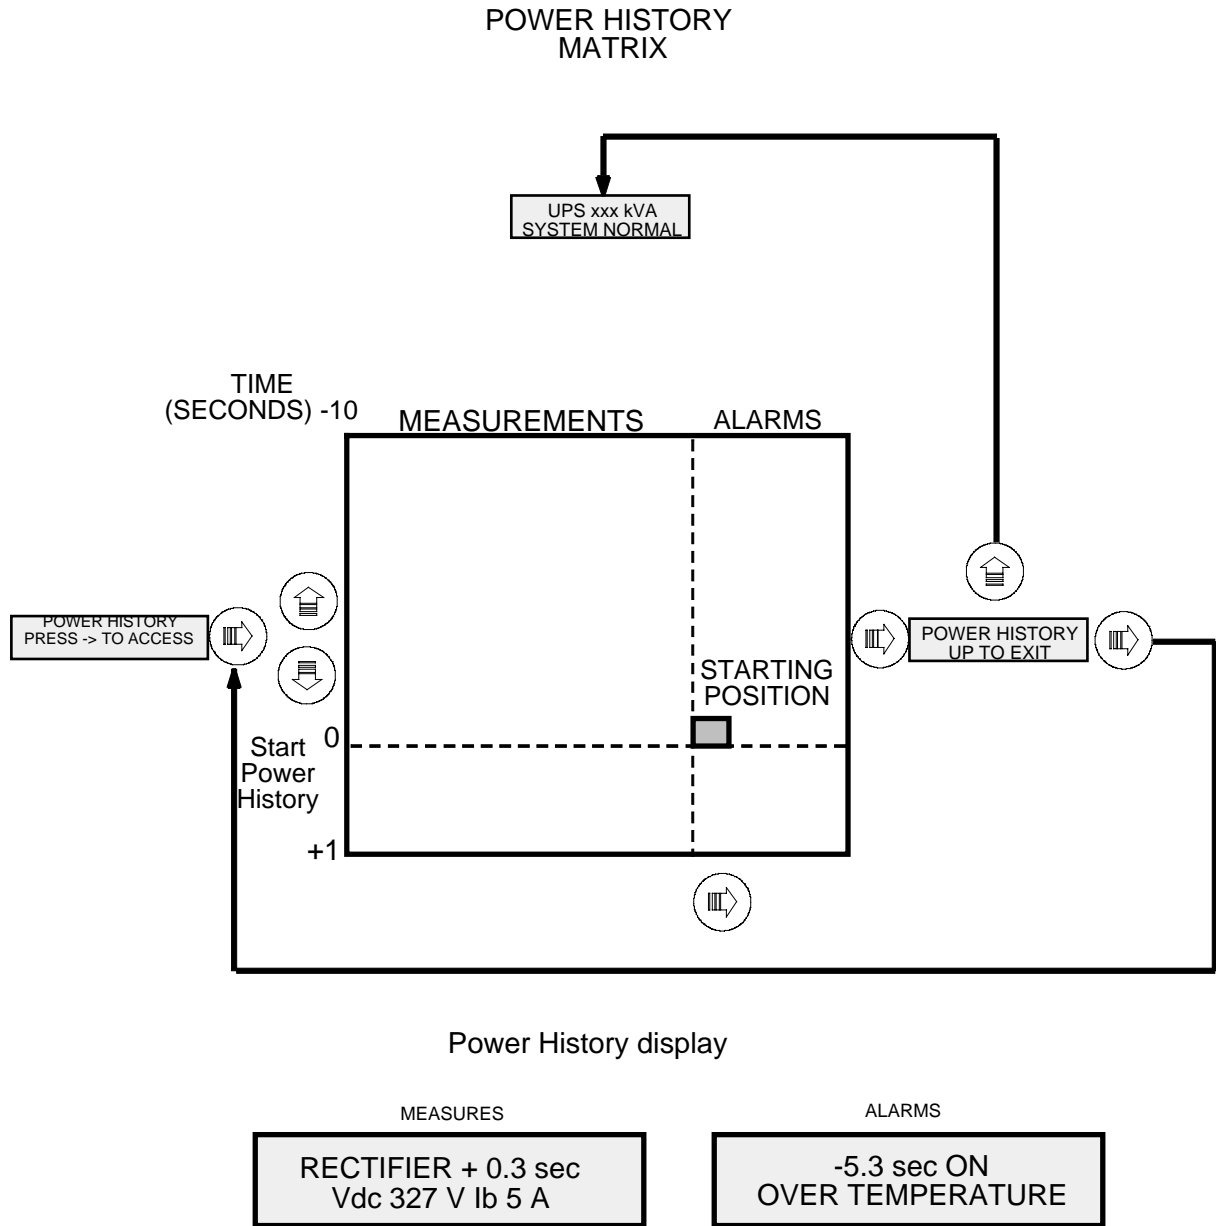 POWER HISTORY
MATRIX
UPS xxx kVA
SYSTEM NORMAL
TIME
(SECONDS) -10
MEASUREMENTS
ALARMS
POWER HISTORY
PRESS -> TO ACCESS
POWER HISTORY
UP TO EXIT
STARTING
POSITION
0
Start
Power
History
+1
Power History display
MEASURES
ALARMS
RECTIFIER + 0.3 sec
Vdc 327 V Ib 5 A
-5.3 sec ON
OVER TEMPERATURE